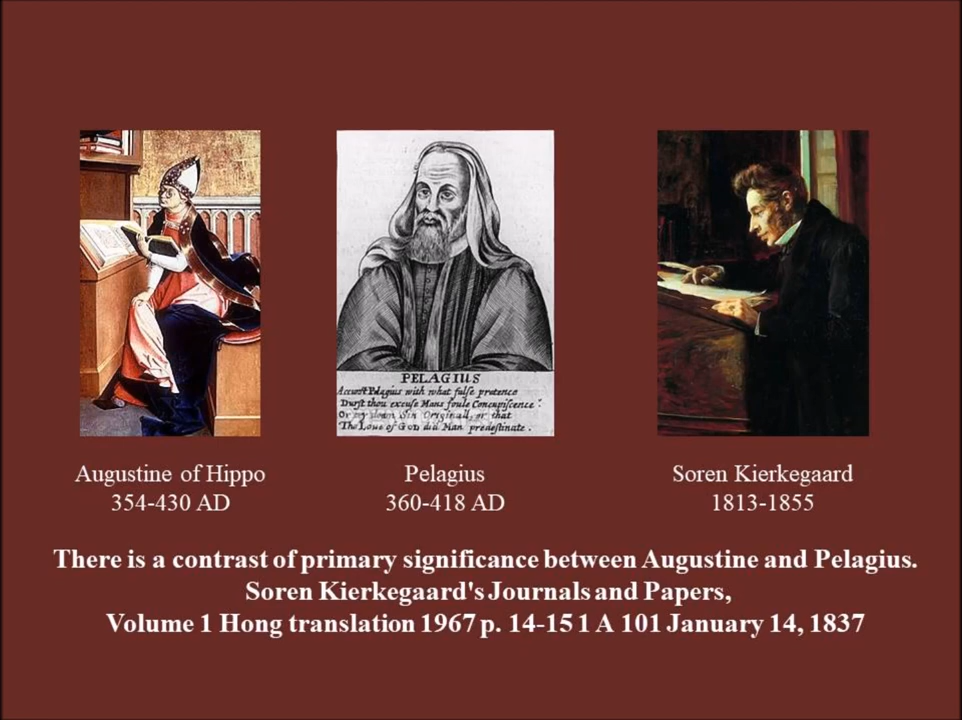 PELAGIUS
Accurst Pelagius with what false pretence
Durst thou excuse Mans foule Concupiscence
Or cry down Sin Originall, or that
The Love of God did Man predestinate.
Augustine of Hippo
354-430 AD
Pelagius
360-418 AD
Soren Kierkegaard
1813-1855
There is a contrast of primary significance between Augustine and Pelagius.
Soren Kierkegaard's Journals and Papers,
Volume 1 Hong translation 1967 p. 14-15 1 A 101 January 14, 1837